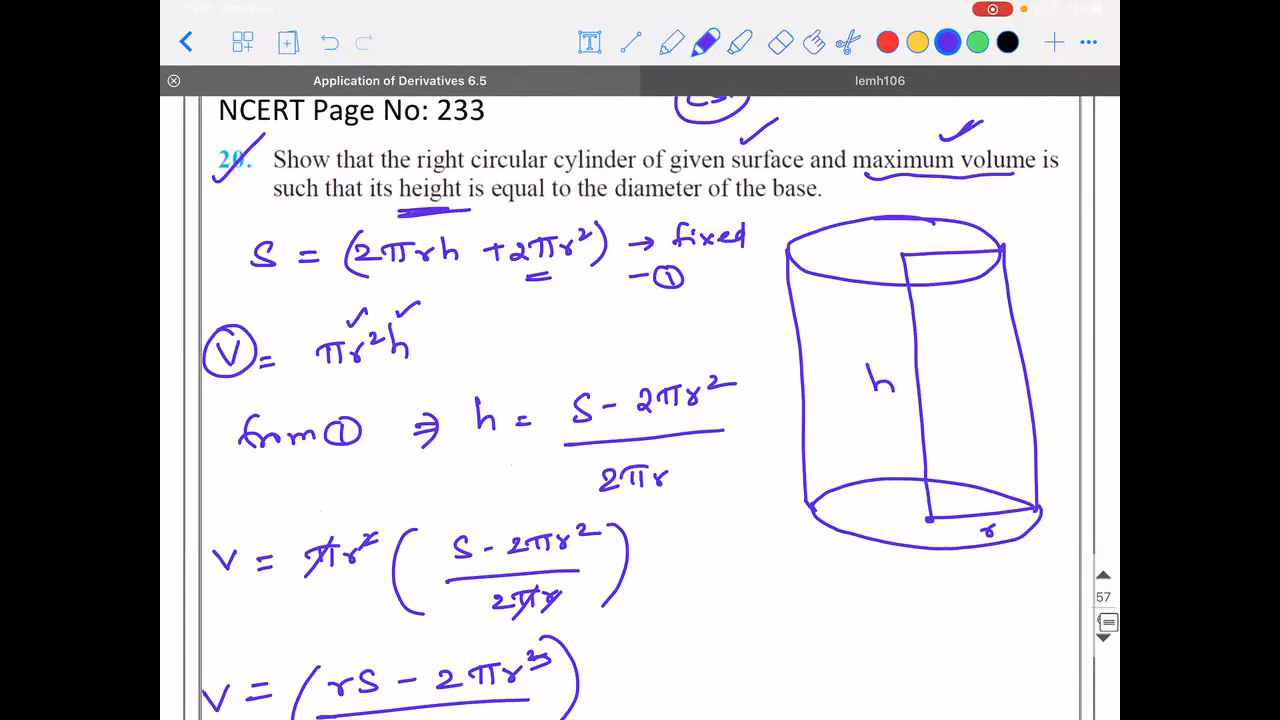 Application of Derivatives 6.5
lemh106
NCERT Page No: 233
20. Show that the right circular cylinder of given surface and maximum volume is
such that its height is equal to the diameter of the base.
S = (2πrh + 2πr²) → fixed
- ①
V = πr²h
from ① ⇒ h = S - 2πr² / 2πr
h
r
V = πr² ( S - 2πr² / 2πr )
V = ( rS - 2πr³ )
57